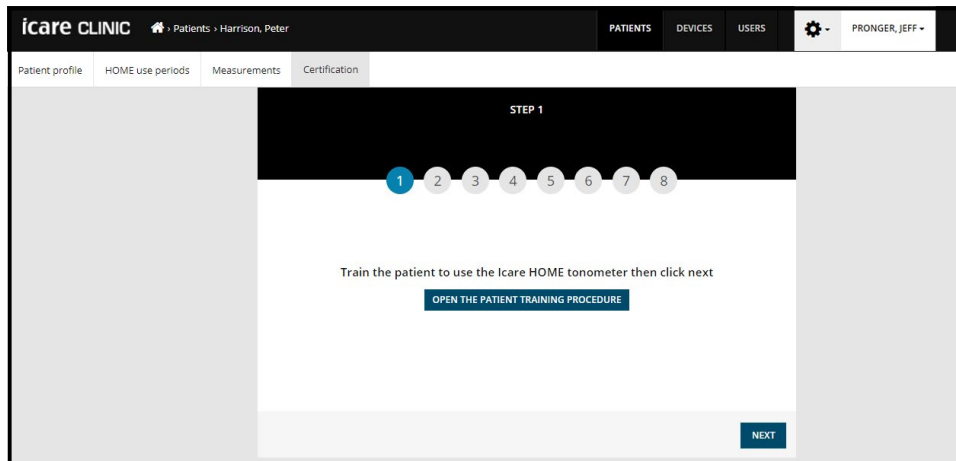 icare CLINIC › Patients › Harrison, Peter PATIENTS DEVICES USERS PRONGER, JEFF
Patient profile HOME use periods Measurements Certification
STEP 1
1 2 3 4 5 6 7 8
Train the patient to use the Icare HOME tonometer then click next
OPEN THE PATIENT TRAINING PROCEDURE
NEXT